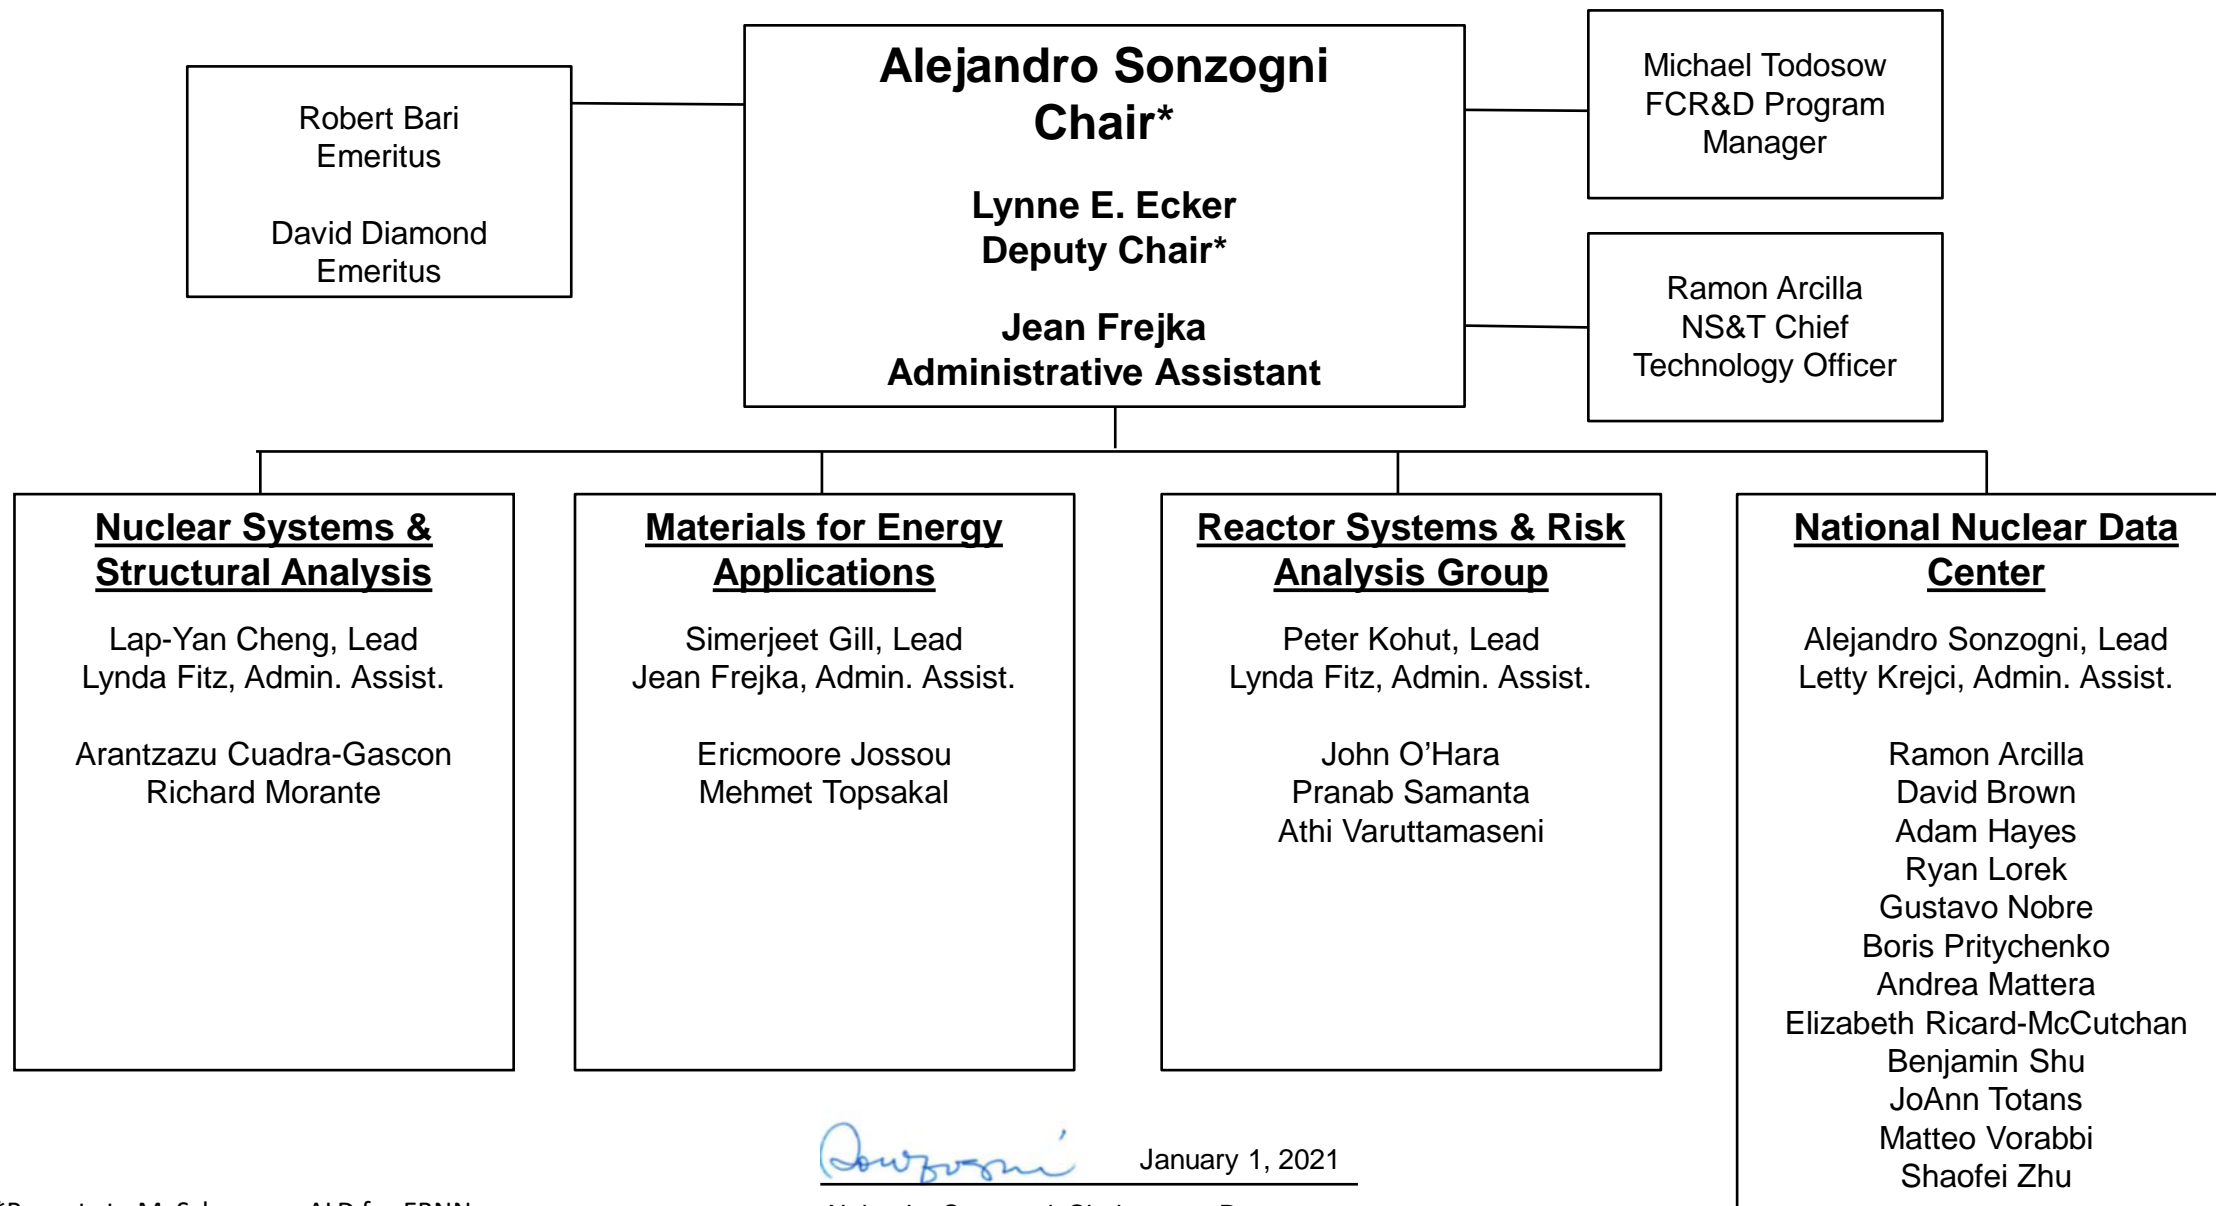 Robert Bari
Emeritus
David Diamond
Emeritus
Alejandro Sonzogni
Chair*
Lynne E. Ecker
Deputy Chair*
Jean Frejka
Administrative Assistant
Michael Todosow
FCR&D Program
Manager
Ramon Arcilla
NS&T Chief
Technology Officer
Nuclear Systems &
Structural Analysis
Lap-Yan Cheng, Lead
Lynda Fitz, Admin. Assist.
Arantzazu Cuadra-Gascon
Richard Morante
Materials for Energy
Applications
Simerjeet Gill, Lead
Jean Frejka, Admin. Assist.
Ericmoore Jossou
Mehmet Topsakal
Reactor Systems & Risk
Analysis Group
Peter Kohut, Lead
Lynda Fitz, Admin. Assist.
John O’Hara
Pranab Samanta
Athi Varuttamaseni
National Nuclear Data
Center
Alejandro Sonzogni, Lead
Letty Krejci, Admin. Assist.
Ramon Arcilla
David Brown
Adam Hayes
Ryan Lorek
Gustavo Nobre
Boris Pritychenko
Andrea Mattera
Elizabeth Ricard-McCutchan
Benjamin Shu
JoAnn Totans
Matteo Vorabbi
Shaofei Zhu
Sonzogni
January 1, 2021